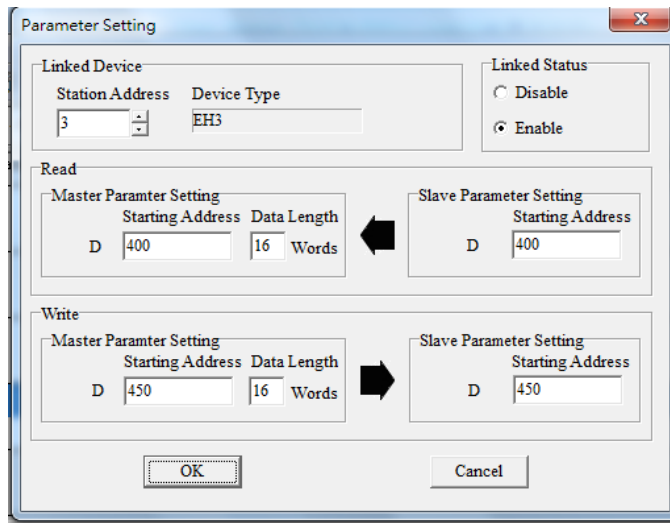 Parameter Setting
Linked Device
Station Address Device Type
3 EH3
Linked Status
Disable
Enable
Read
Master Paramter Setting
Starting Address Data Length
D 400 16 Words
Slave Parameter Setting
Starting Address
D 400
Write
Master Paramter Setting
Starting Address Data Length
D 450 16 Words
Slave Parameter Setting
Starting Address
D 450
OK Cancel